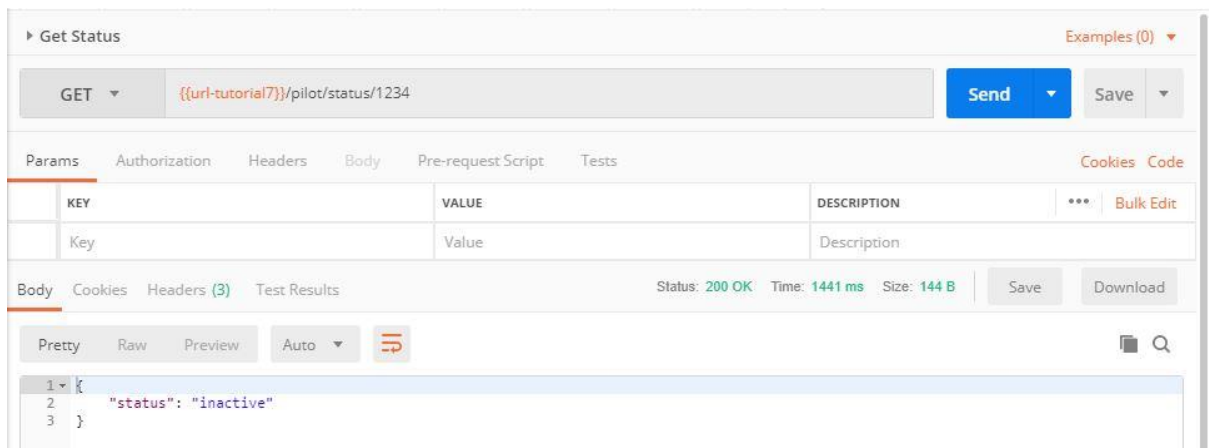 Get Status Examples (0)
GET {{url-tutorial7}}/pilot/status/1234 Send Save
Params Authorization Headers Body Pre-request Script Tests Cookies Code
KEY VALUE DESCRIPTION ••• Bulk Edit
Key Value Description
Body Cookies Headers (3) Test Results Status: 200 OK Time: 1441 ms Size: 144 B Save Download
Pretty Raw Preview Auto
1 {
2 "status": "inactive"
3 }